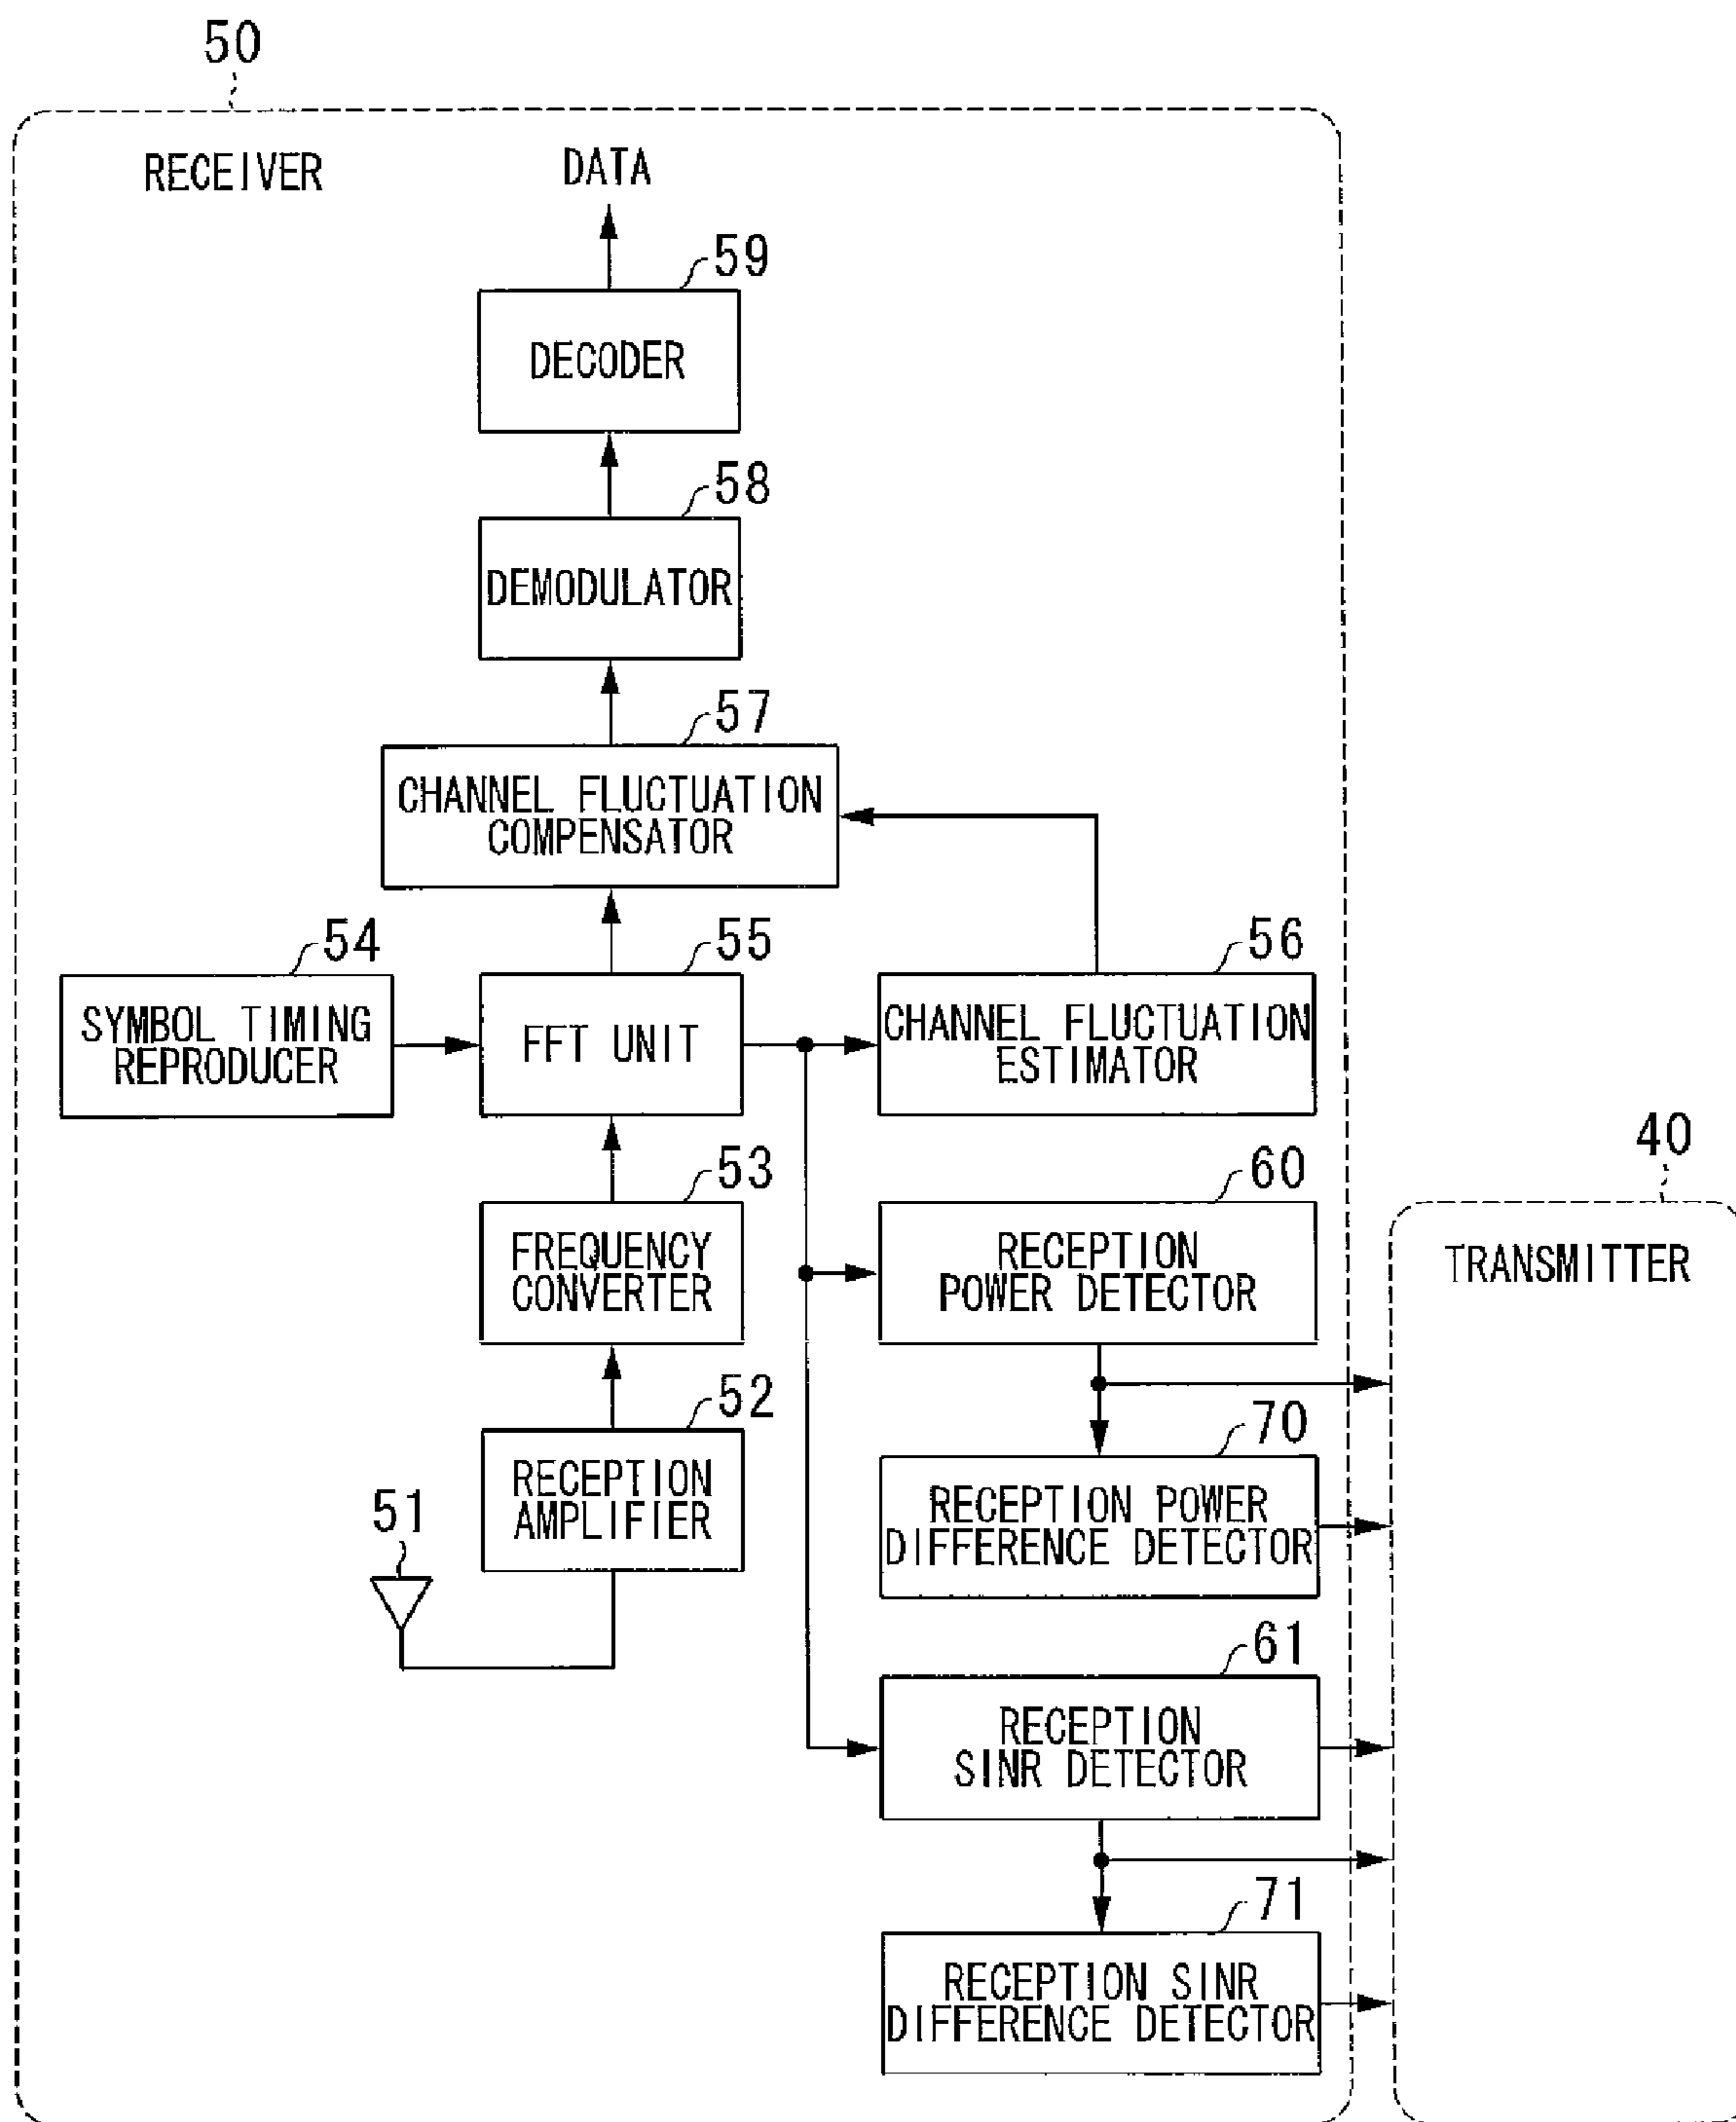 50
RECEIVER
DATA
59
DECODER
58
DEMODULATOR
57
CHANNEL FLUCTUATION
COMPENSATOR
54
55
56
SYMBOL TIMING
REPRODUCER
FFT UNIT
CHANNEL FLUCTUATION
ESTIMATOR
40
53
60
FREQUENCY
CONVERTER
RECEPTION
POWER DETECTOR
TRANSMITTER
52
70
RECEPTION
AMPLIFIER
51
RECEPTION POWER
DIFFERENCE DETECTOR
61
RECEPTION
SINR DETECTOR
71
RECEPTION SINR
DIFFERENCE DETECTOR